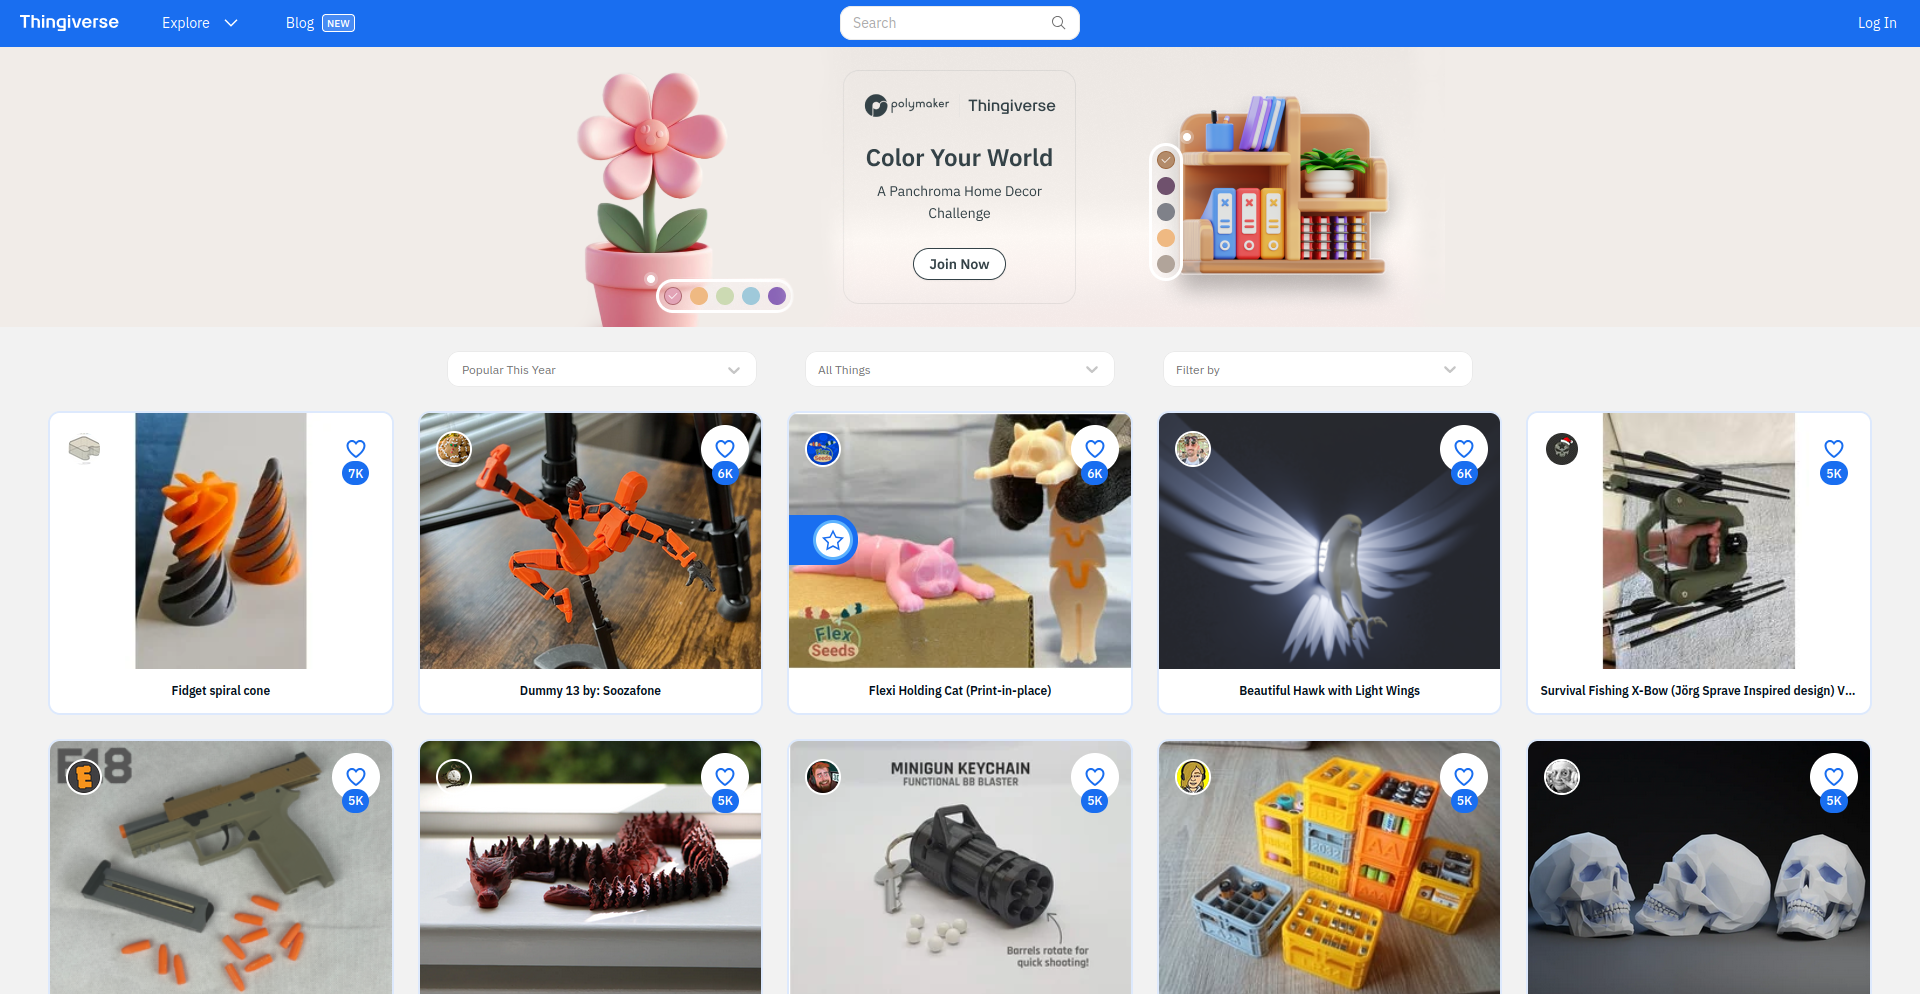 Thingiverse
Explore
Blog NEW
Search
Log In
polymaker Thingiverse
Color Your World
A Panchroma Home Decor
Challenge
Join Now
Popular This Year
All Things
Filter by
7K
6K
6K
6K
5K
Flex
Seeds
Fidget spiral cone
Dummy 13 by: Soozafone
Flexi Holding Cat (Print-in-place)
Beautiful Hawk with Light Wings
Survival Fishing X-Bow (Jörg Sprave Inspired design) V...
5K
5K
5K
5K
5K
MINIGUN KEYCHAIN
FUNCTIONAL BB BLASTER
Barrels rotate for
quick shooting!
AA
2032